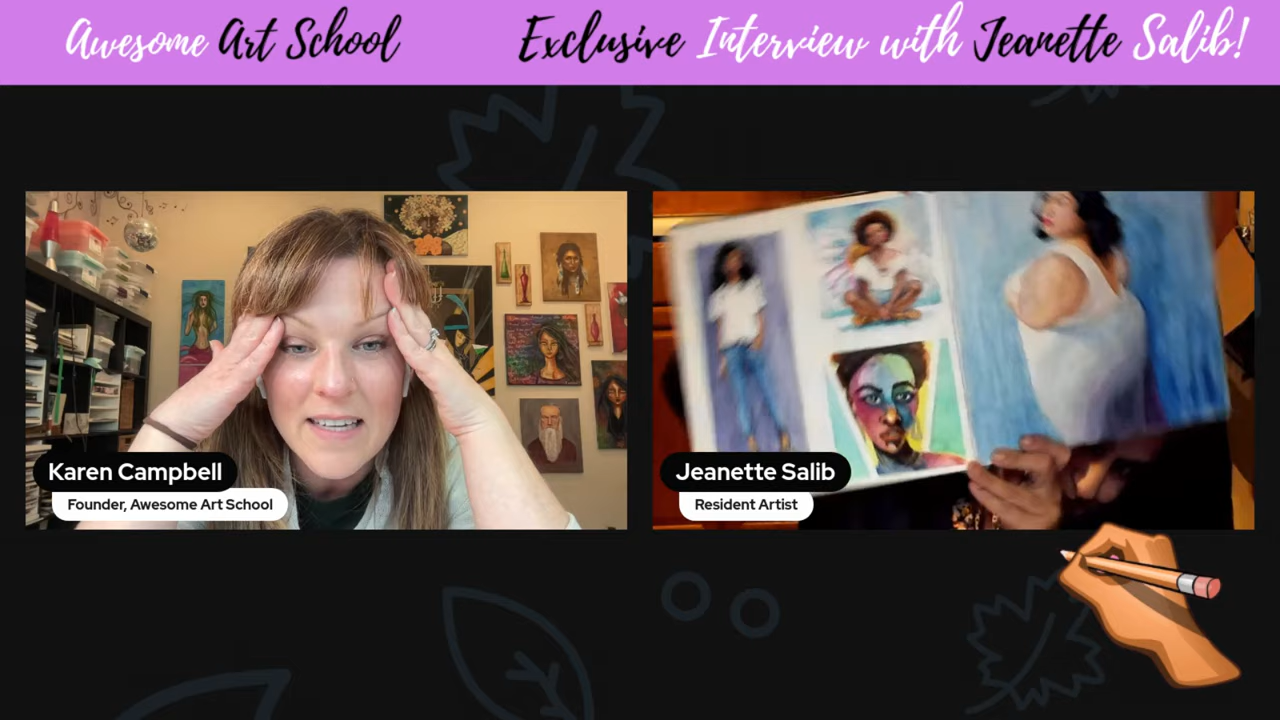 Awesome Art School
Exclusive Interview with Jeanette Salib!
Karen Campbell
Founder, Awesome Art School
Jeanette Salib
Resident Artist